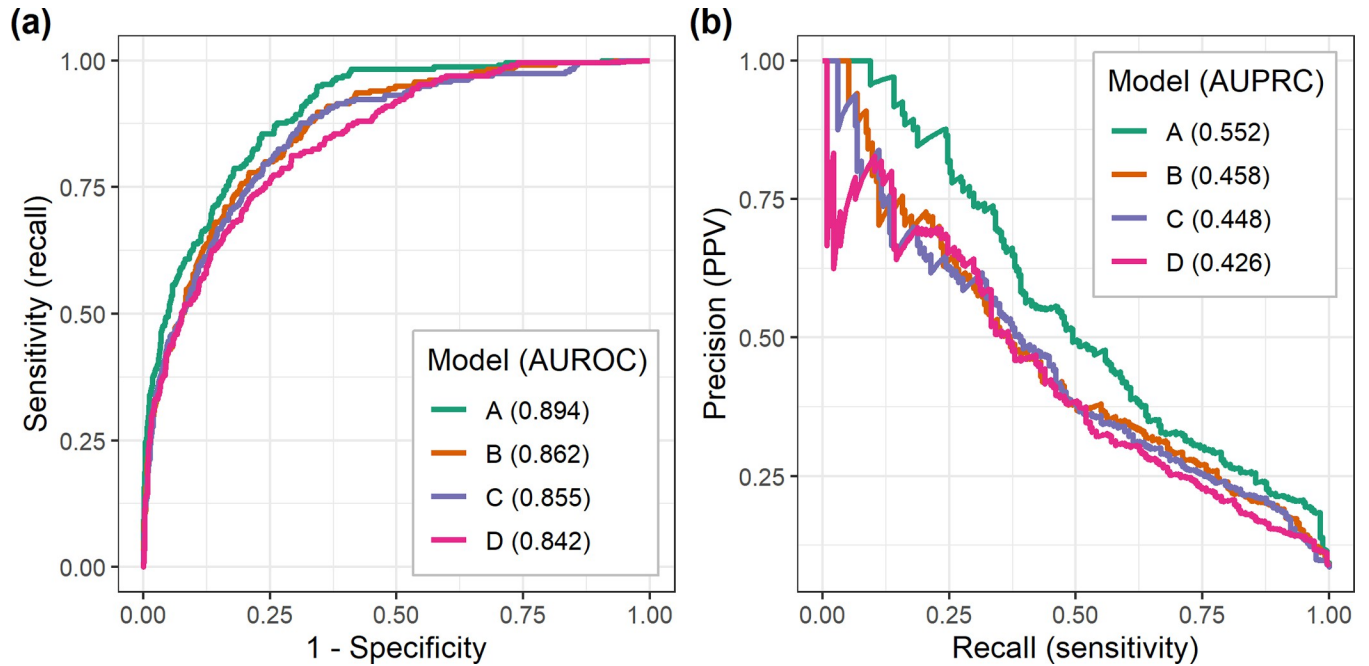 (a)
Sensitivity (recall)
1.00
0.75
0.50
0.25
0.00
Model (AUROC)
A (0.894)
B (0.862)
C (0.855)
D (0.842)
0.00 0.25 0.50 0.75 1.00
1 - Specificity
(b)
Precision (PPV)
1.00
0.75
0.50
0.25
Model (AUPRC)
A (0.552)
B (0.458)
C (0.448)
D (0.426)
0.00 0.25 0.50 0.75 1.00
Recall (sensitivity)